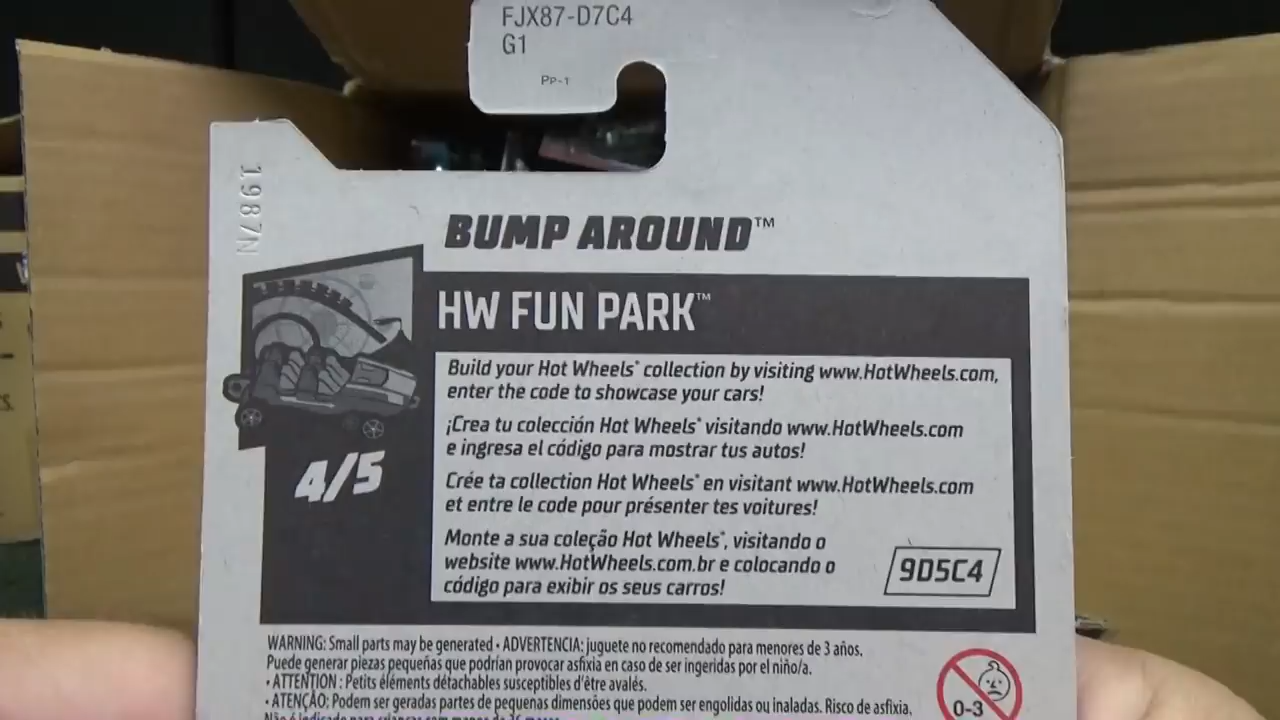 FJX87-D7C4
G1
PP-1
1987N
BUMP AROUND™
HW FUN PARK™
Build your Hot Wheels® collection by visiting www.HotWheels.com,
enter the code to showcase your cars!
¡Crea tu colección Hot Wheels® visitando www.HotWheels.com
e ingresa el código para mostrar tus autos!
4/5
Crée ta collection Hot Wheels® en visitant www.HotWheels.com
et entre le code pour présenter tes voitures!
Monte a sua coleção Hot Wheels®, visitando o
website www.HotWheels.com.br e colocando o
código para exibir os seus carros!
9D5C4
WARNING: Small parts may be generated • ADVERTENCIA: juguete no recomendado para menores de 3 años.
Puede generar piezas pequeñas que podrían provocar asfixia en caso de ser ingeridas por el niño/a.
• ATTENTION : Petits éléments détachables susceptibles d'être avalés.
• ATENÇÃO: Podem ser geradas partes de pequenas dimensões que podem ser engolidas ou inaladas. Risco de asfixia.
0-3